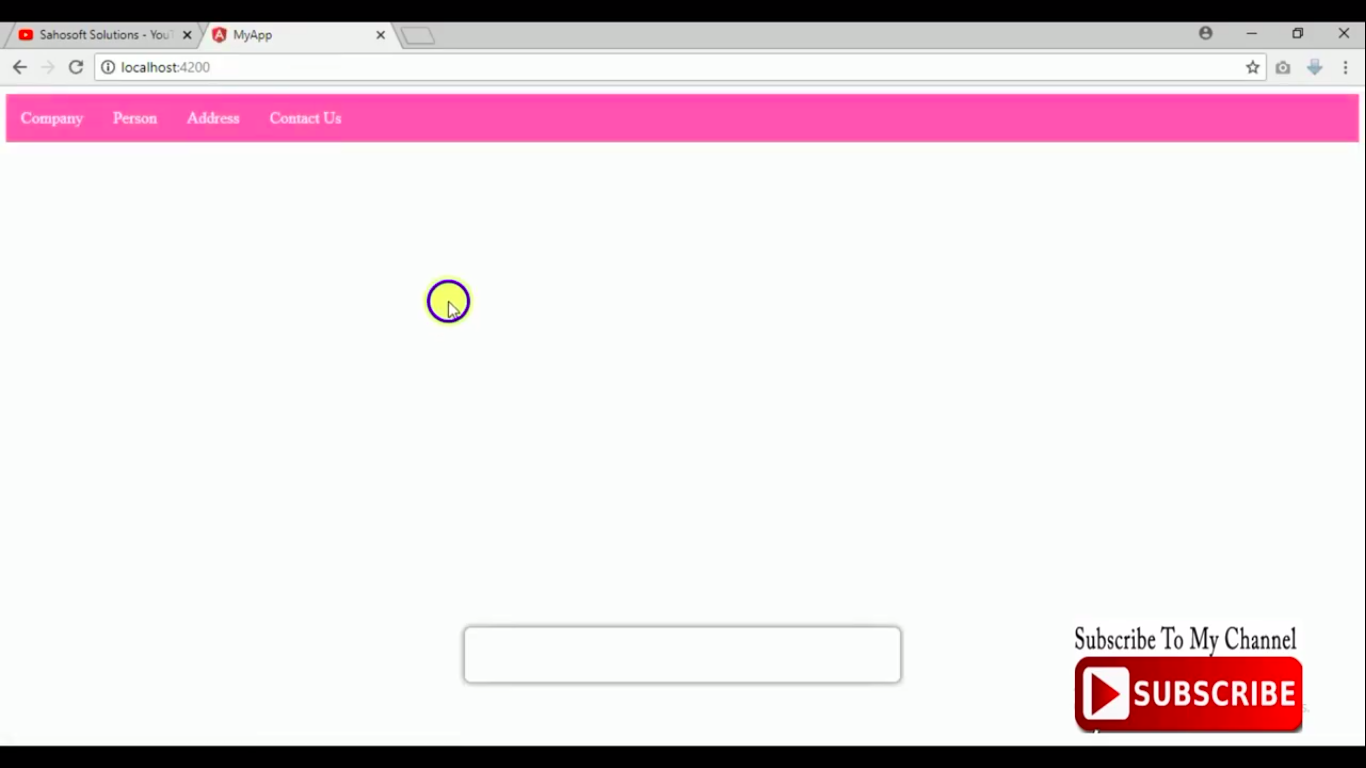 Sahosoft Solutions - YouT
MyApp
localhost:4200
Company Person Address Contact Us
Subscribe To My Channel
SUBSCRIBE